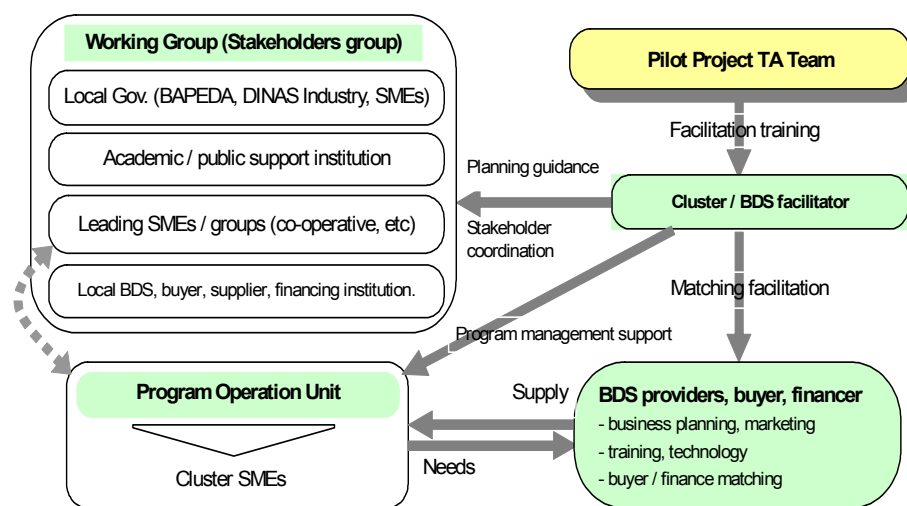 Working Group (Stakeholders group)
Local Gov. (BAPEDA, DINAS Industry, SMEs)
Academic / public support institution
Leading SMEs / groups (co-operative, etc)
Local BDS, buyer, supplier, financing institution.
Pilot Project TA Team
Facilitation training
Planning guidance
Cluster / BDS facilitator
Stakeholder
coordination
Matching facilitation
Program management support
Program Operation Unit
Cluster SMEs
Supply
Needs
BDS providers, buyer, financer
- business planning, marketing
- training, technology
- buyer / finance matching